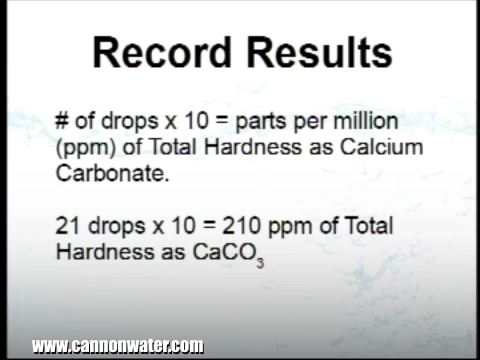 Record Results
# of drops x 10 = parts per million
(ppm) of Total Hardness as Calcium
Carbonate.
21 drops x 10 = 210 ppm of Total
Hardness as CaCO₃
www.cannonwater.com